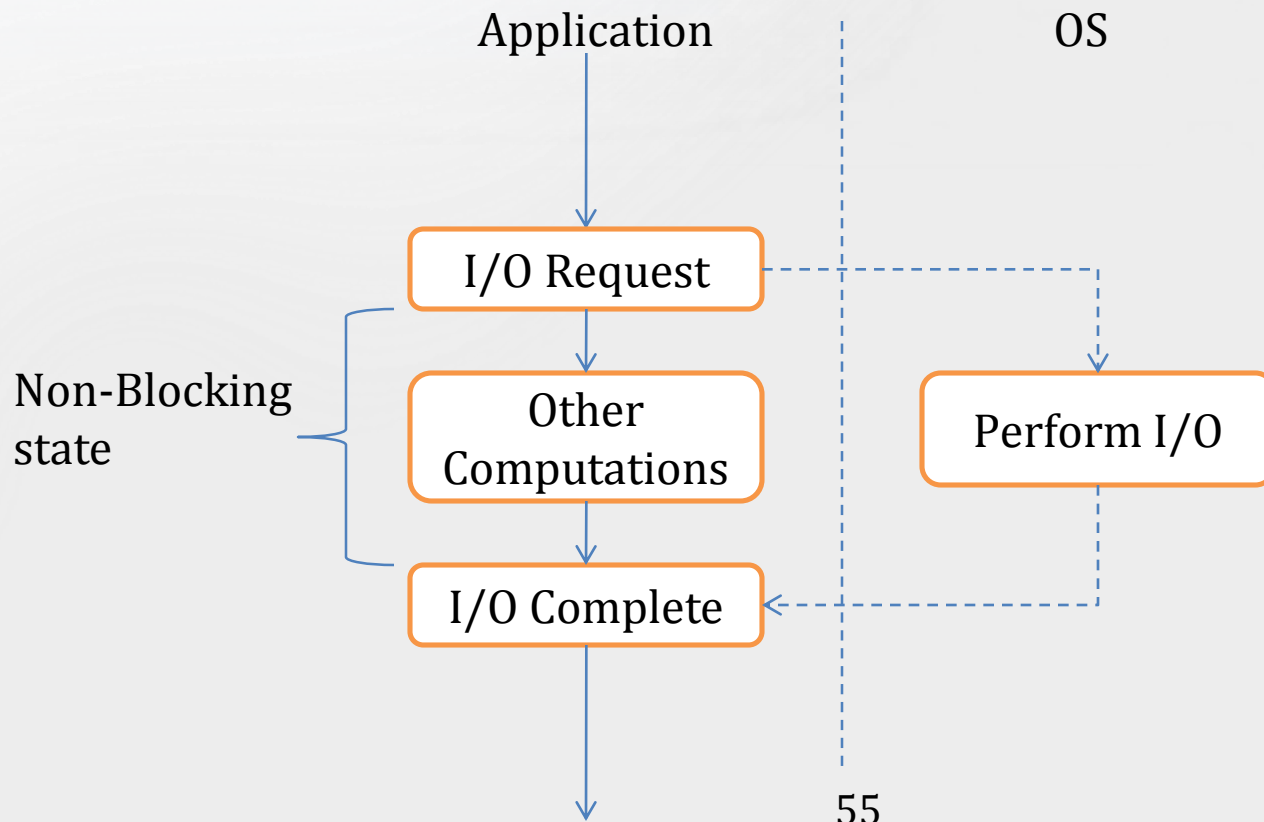 Application
OS
I/O Request
Non-Blocking
state
Other
Computations
Perform I/O
I/O Complete
55